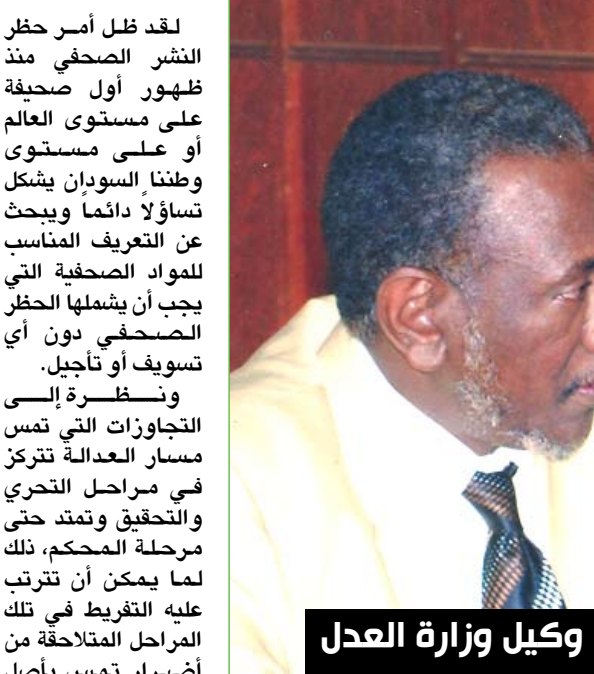 لقد ظل أمر حظر
النشر الصحفي منذ
ظهور أول صحيفة
على مستوى العالم
أو على مستوى
وطننا السودان يشكل
تساؤلاً دائماً ويبحث
عن التعريف المناسب
للمواد الصحفية التي
يجب أن يشملها الحظر
الصحفي دون أي
تسويف أو تأجيل.
ونظرة إلى
التجاوزات التي تمس
مسار العدالة تتركز
في مراحل التحري
والتحقيق وتمتد حتى
مرحلة المحكم، ذلك
لما يمكن أن تترتب
عليه التفريط في تلك
المراحل المتلاحقة من
أضرار تمس بأصل
وكيل وزارة العدل